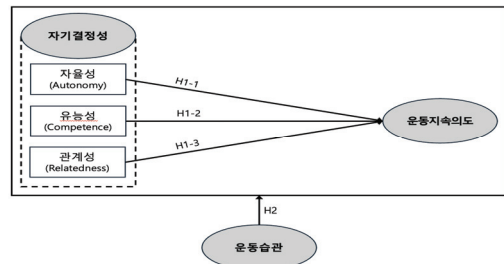 자기결정성
자율성
(Autonomy)
유능성
(Competence)
관계성
(Relatedness)
H1-1
H1-2
H1-3
운동지속의도
H2
운동습관